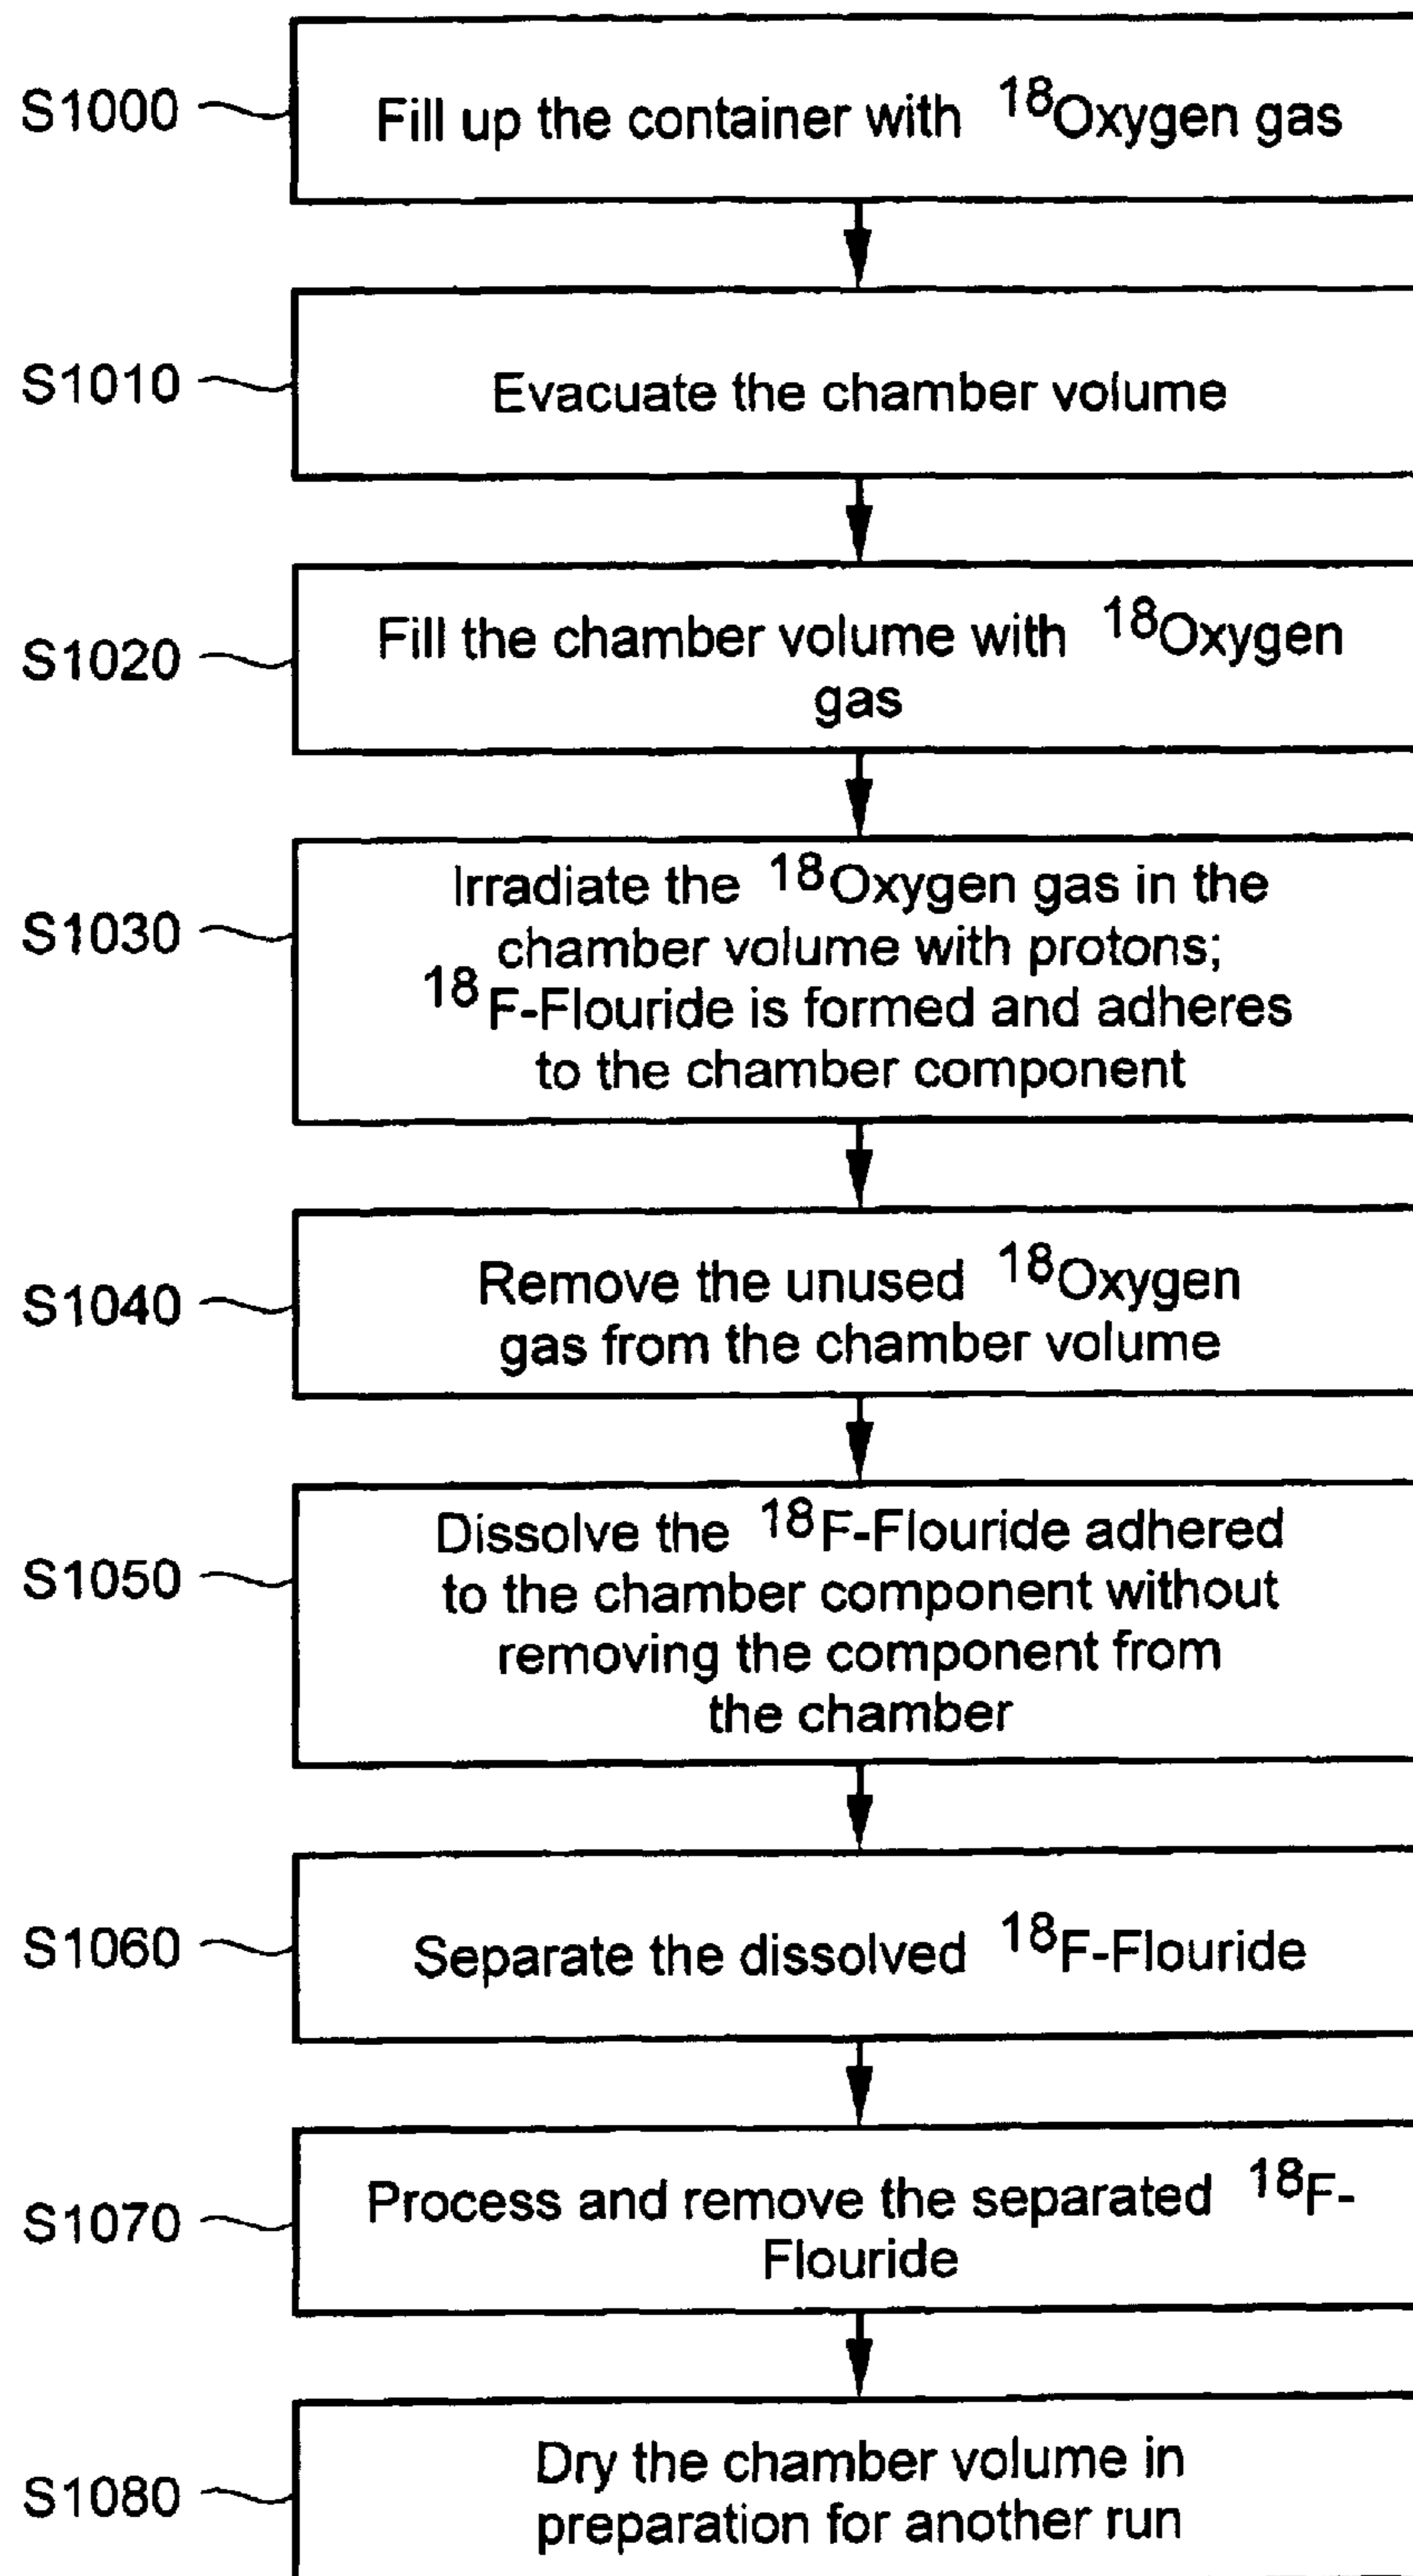 S1000
Fill up the container with 18Oxygen gas
S1010
Evacuate the chamber volume
S1020
Fill the chamber volume with 18Oxygen
gas
S1030
Irradiate the 18Oxygen gas in the
chamber volume with protons;
18F-Flouride is formed and adheres
to the chamber component
S1040
Remove the unused 18Oxygen
gas from the chamber volume
S1050
Dissolve the 18F-Flouride adhered
to the chamber component without
removing the component from
the chamber
S1060
Separate the dissolved 18F-Flouride
S1070
Process and remove the separated 18F-
Flouride
S1080
Dry the chamber volume in
preparation for another run